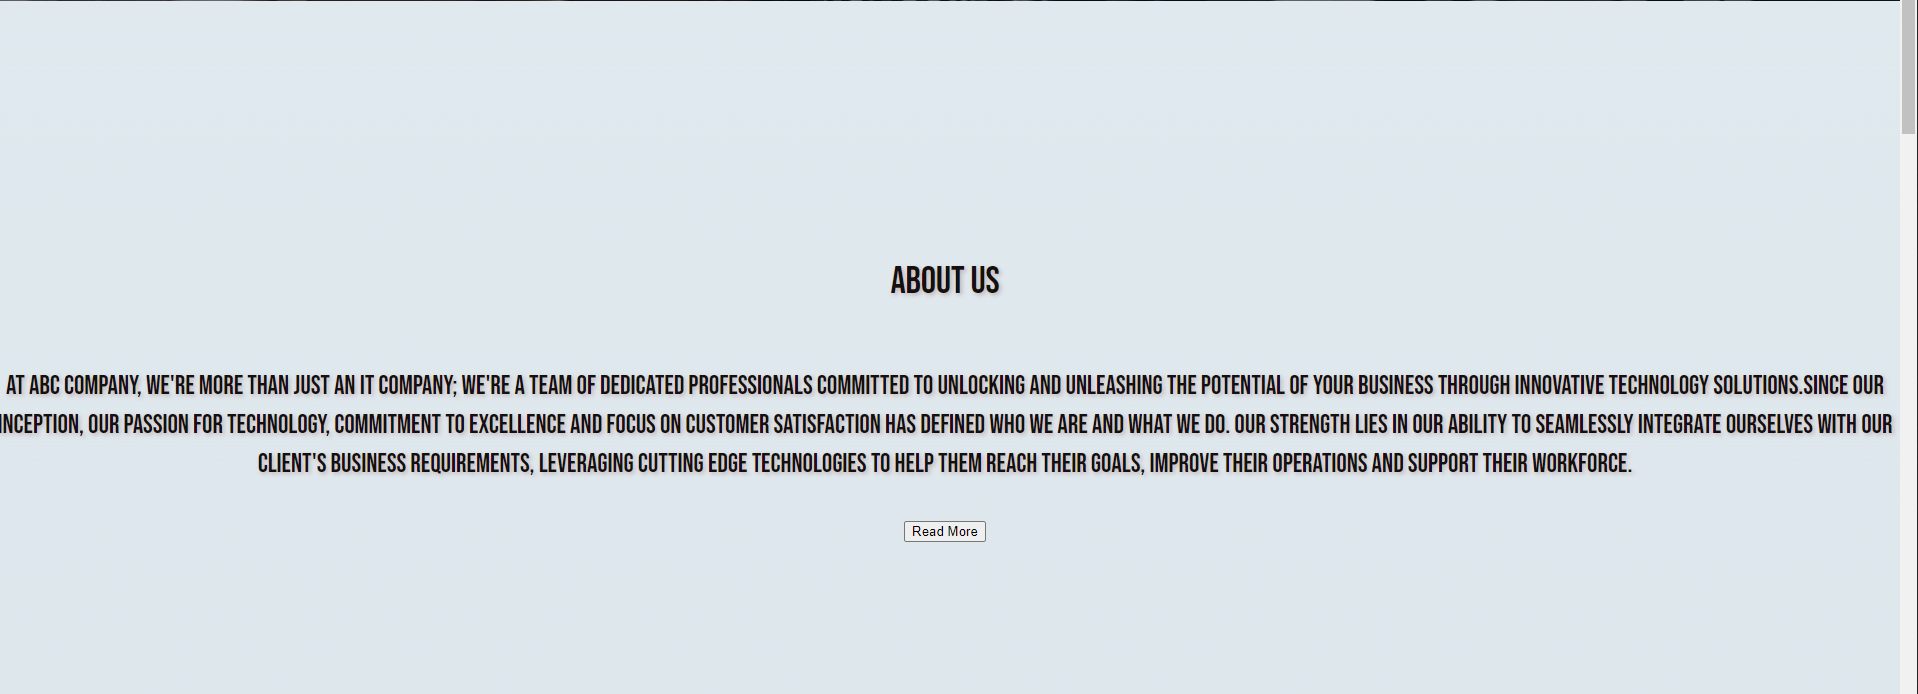 ABOUT US
AT ABC COMPANY, WE'RE MORE THAN JUST AN IT COMPANY; WE'RE A TEAM OF DEDICATED PROFESSIONALS COMMITTED TO UNLOCKING AND UNLEASHING THE POTENTIAL OF YOUR BUSINESS THROUGH INNOVATIVE TECHNOLOGY SOLUTIONS.SINCE OUR
INCEPTION, OUR PASSION FOR TECHNOLOGY, COMMITMENT TO EXCELLENCE AND FOCUS ON CUSTOMER SATISFACTION HAS DEFINED WHO WE ARE AND WHAT WE DO. OUR STRENGTH LIES IN OUR ABILITY TO SEAMLESSLY INTEGRATE OURSELVES WITH OUR
CLIENT'S BUSINESS REQUIREMENTS, LEVERAGING CUTTING EDGE TECHNOLOGIES TO HELP THEM REACH THEIR GOALS, IMPROVE THEIR OPERATIONS AND SUPPORT THEIR WORKFORCE.
Read More